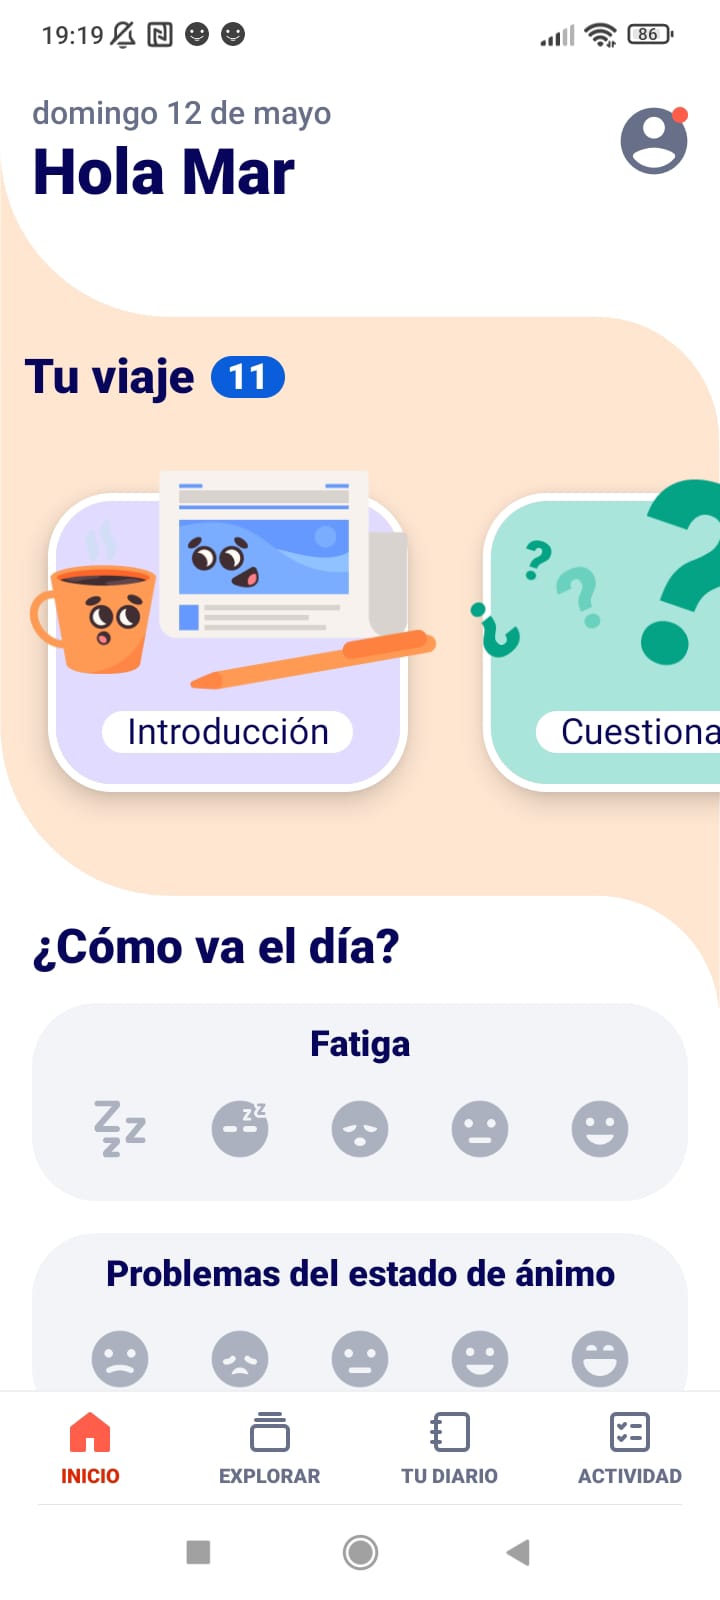 19:19
86
domingo 12 de mayo
Hola Mar
Tu viaje 11
Introducción
Cuestiona
¿Cómo va el día?
Fatiga
Problemas del estado de ánimo
INICIO
EXPLORAR
TU DIARIO
ACTIVIDAD